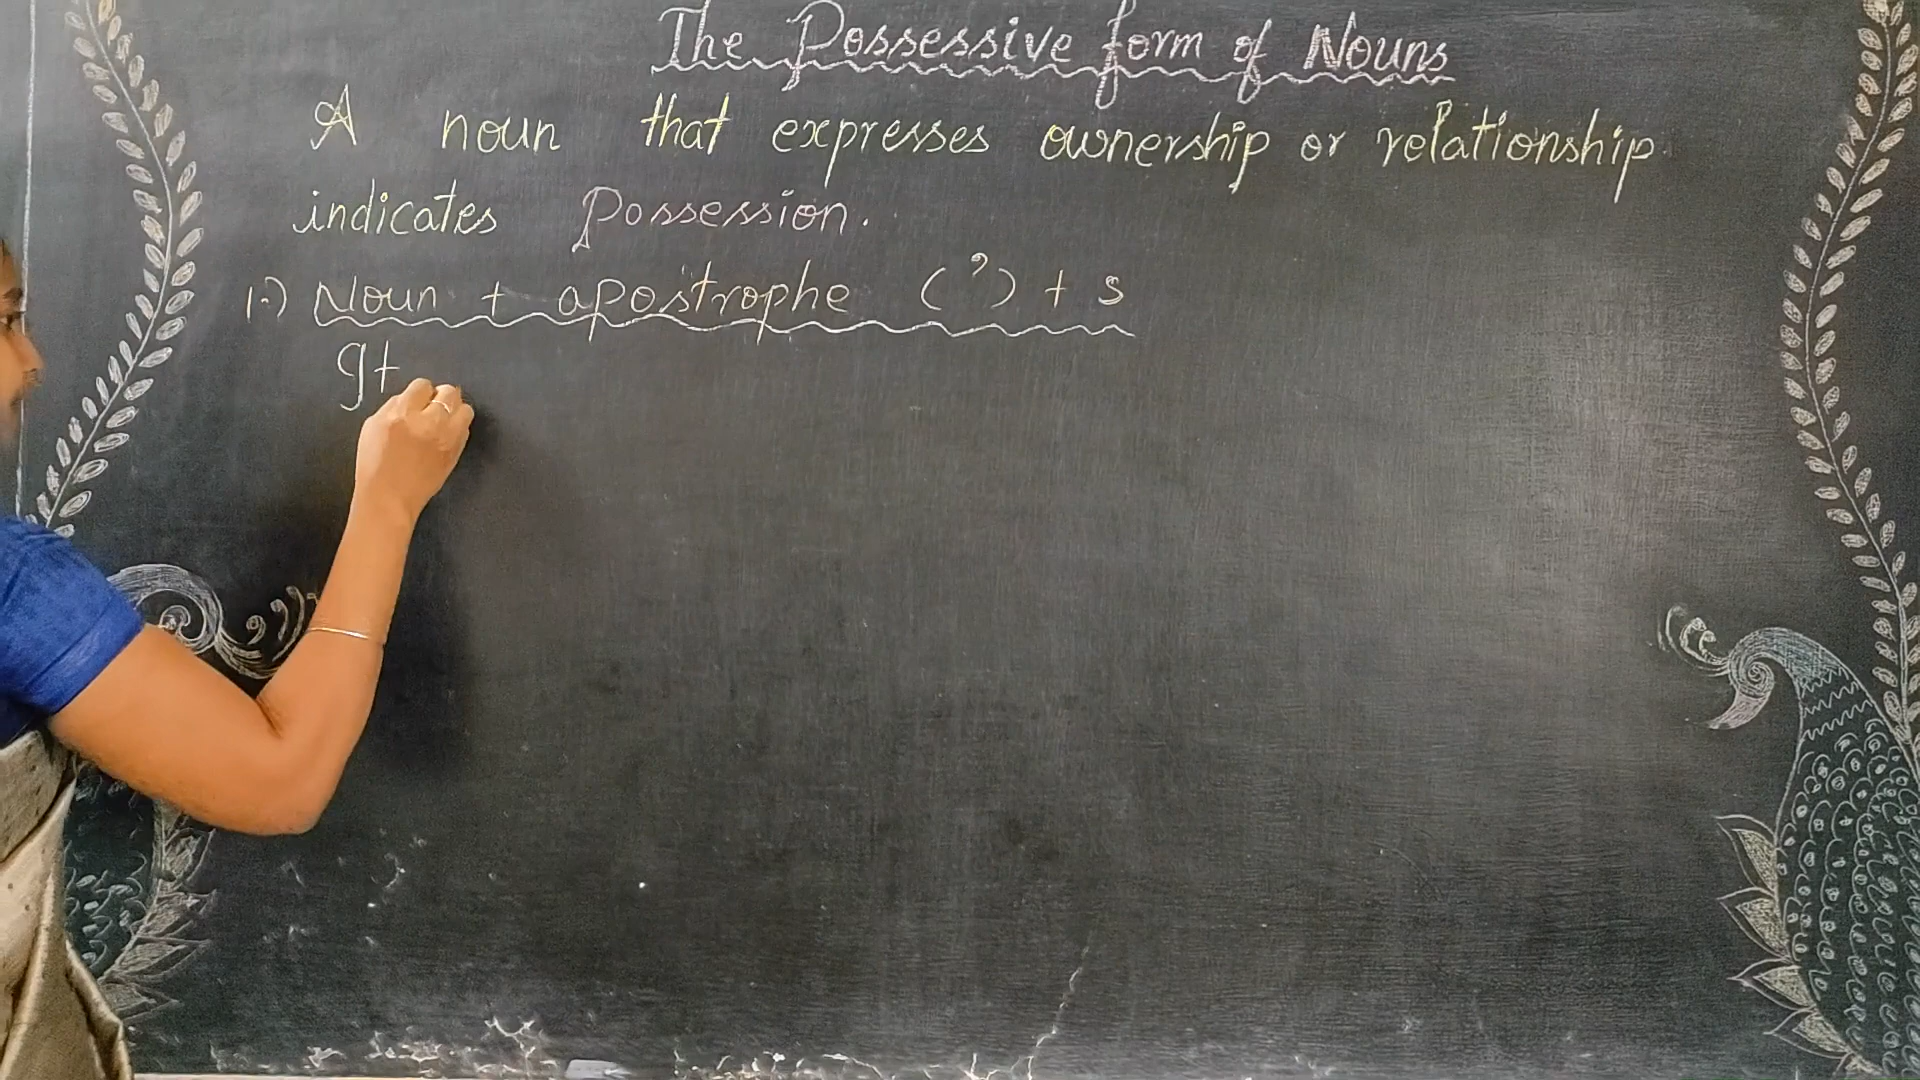 The Possessive form of Nouns
A noun that expresses ownership or relationship
indicates Possession.
1.) Noun + apostrophe (’) + s
It